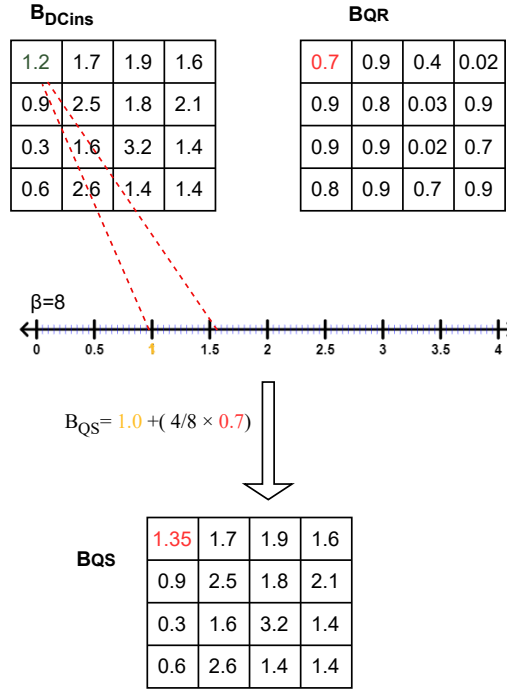 BDCins BQR
1.2 1.7 1.9 1.6
0.9 2.5 1.8 2.1
0.3 1.6 3.2 1.4
0.6 2.6 1.4 1.4
0.7 0.9 0.4 0.02
0.9 0.8 0.03 0.9
0.9 0.9 0.02 0.7
0.8 0.9 0.7 0.9
β=8
0 0.5 1 1.5 2 2.5 3 3.5 4
BQS= 1.0 +( 4/8 × 0.7)
BQS
1.35 1.7 1.9 1.6
0.9 2.5 1.8 2.1
0.3 1.6 3.2 1.4
0.6 2.6 1.4 1.4